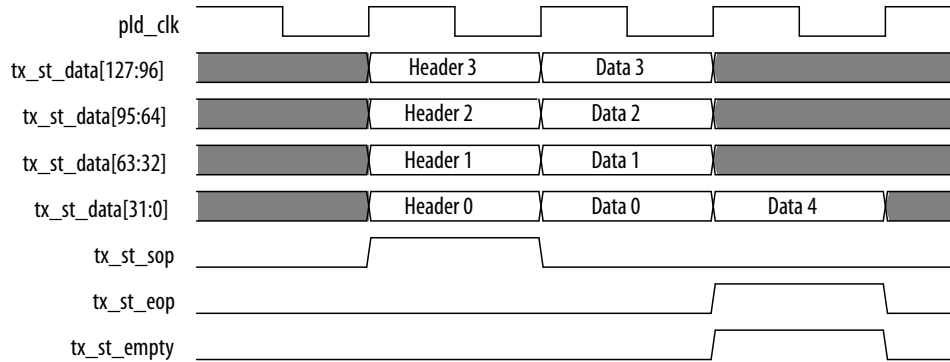 pld_clk
tx_st_data[127:96] Header 3 Data 3
tx_st_data[95:64] Header 2 Data 2
tx_st_data[63:32] Header 1 Data 1
tx_st_data[31:0] Header 0 Data 0 Data 4
tx_st_sop
tx_st_eop
tx_st_empty